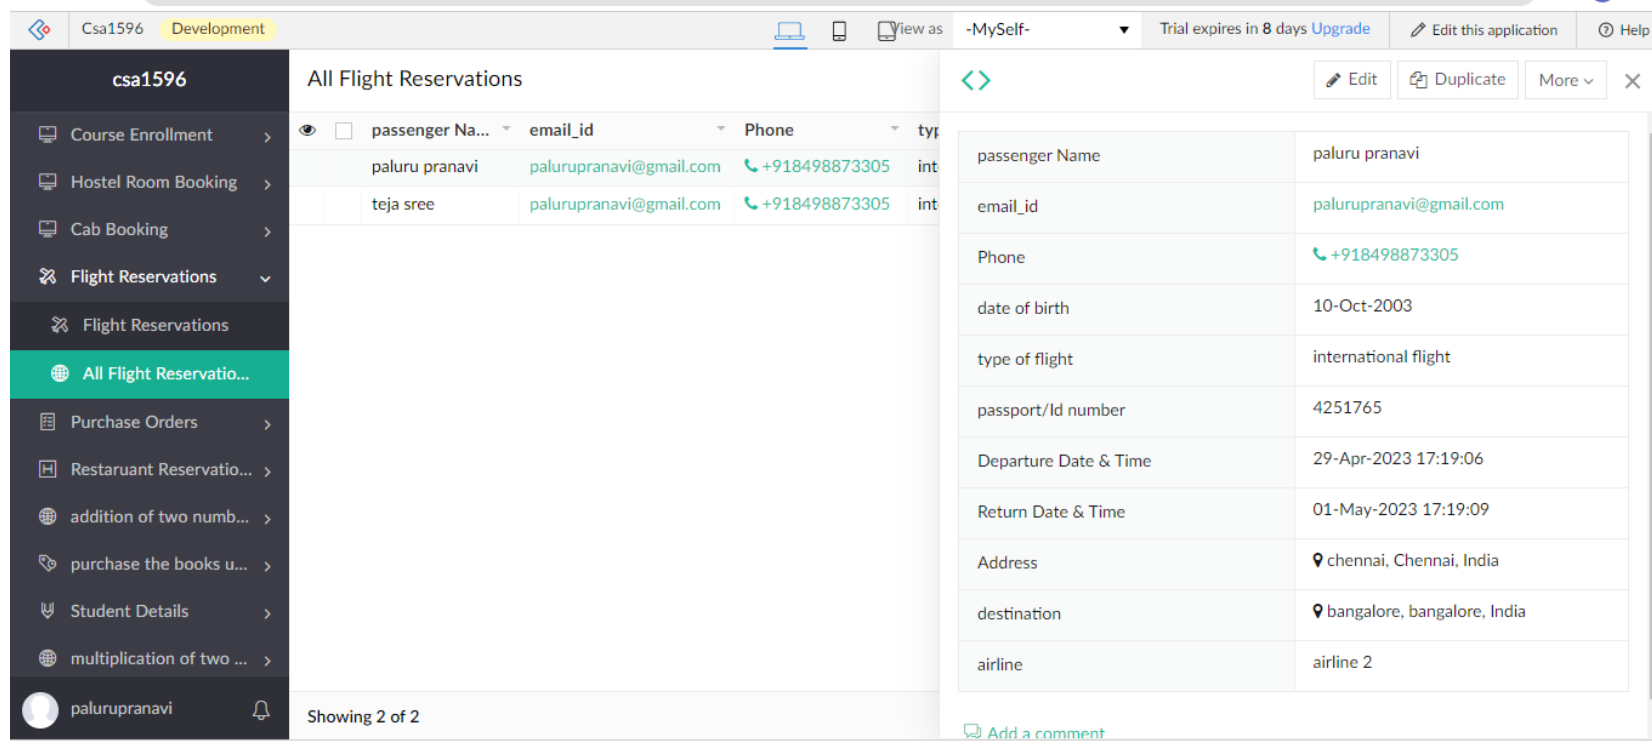 Csa1596 Development View as -MySelf- Trial expires in 8 days Upgrade Edit this application Help
csa1596
Course Enrollment
Hostel Room Booking
Cab Booking
Flight Reservations
Flight Reservations
All Flight Reservatio...
Purchase Orders
Restaruant Reservatio...
addition of two numb...
purchase the books u...
Student Details
multiplication of two ...
palurupranavi
All Flight Reservations
passenger Na... email_id Phone typ
paluru pranavi palurupranavi@gmail.com +918498873305 int
teja sree palurupranavi@gmail.com +918498873305 int
Showing 2 of 2
Edit Duplicate More
passenger Name paluru pranavi
email_id palurupranavi@gmail.com
Phone +918498873305
date of birth 10-Oct-2003
type of flight international flight
passport/Id number 4251765
Departure Date & Time 29-Apr-2023 17:19:06
Return Date & Time 01-May-2023 17:19:09
Address chennai, Chennai, India
destination bangalore, bangalore, India
airline airline 2
Add a comment